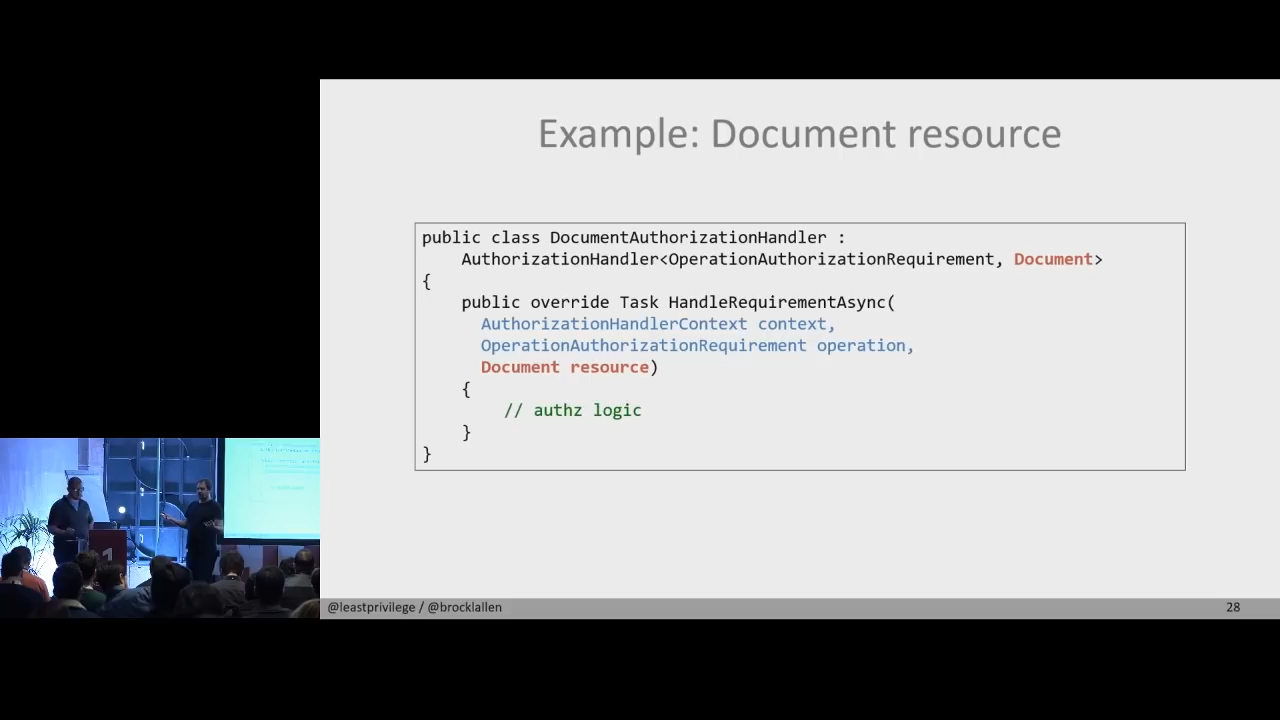 Example: Document resource
public class DocumentAuthorizationHandler :
AuthorizationHandler<OperationAuthorizationRequirement, Document>
{
public override Task HandleRequirementAsync(
AuthorizationHandlerContext context,
OperationAuthorizationRequirement operation,
Document resource)
{
// authz logic
}
}
@leastprivilege / @brocklallen
28